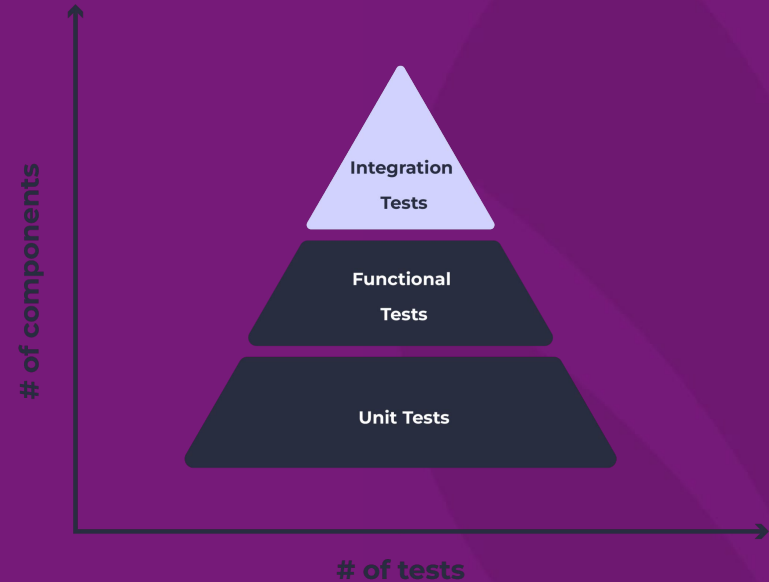 # of components
Integration
Tests
Functional
Tests
Unit Tests
# of tests